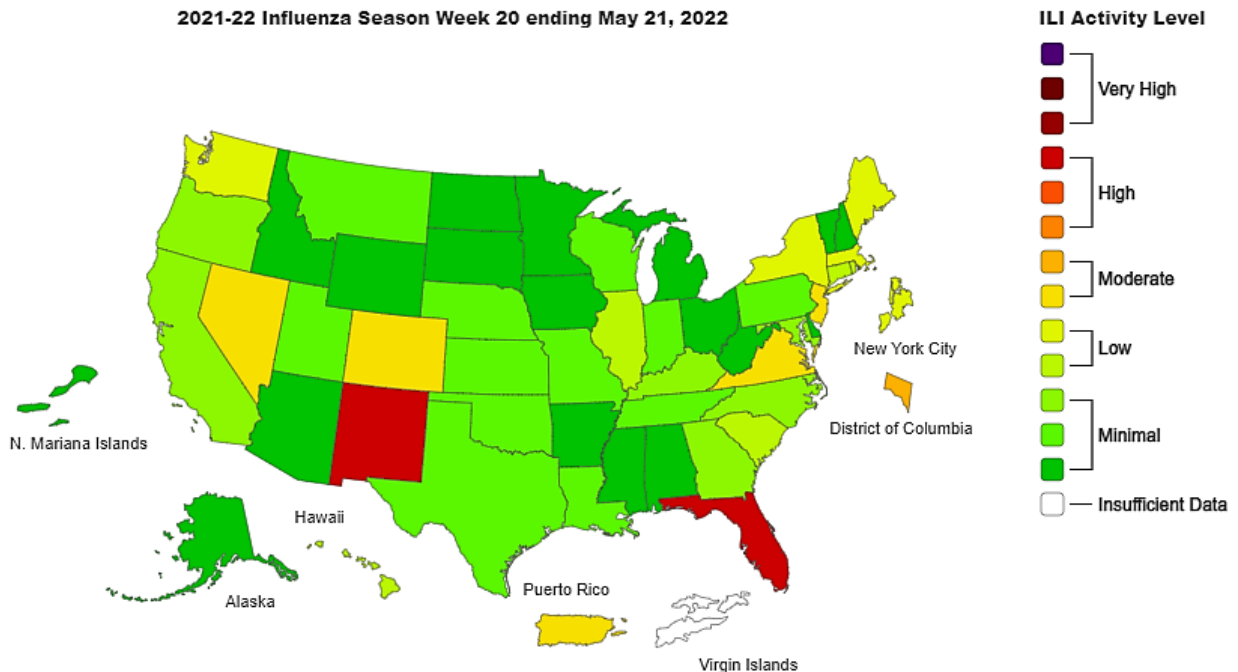 2021-22 Influenza Season Week 20 ending May 21, 2022
ILI Activity Level
Very High
High
Moderate
Low
Minimal
Insufficient Data
New York City
District of Columbia
N. Mariana Islands
Hawaii
Alaska
Puerto Rico
Virgin Islands